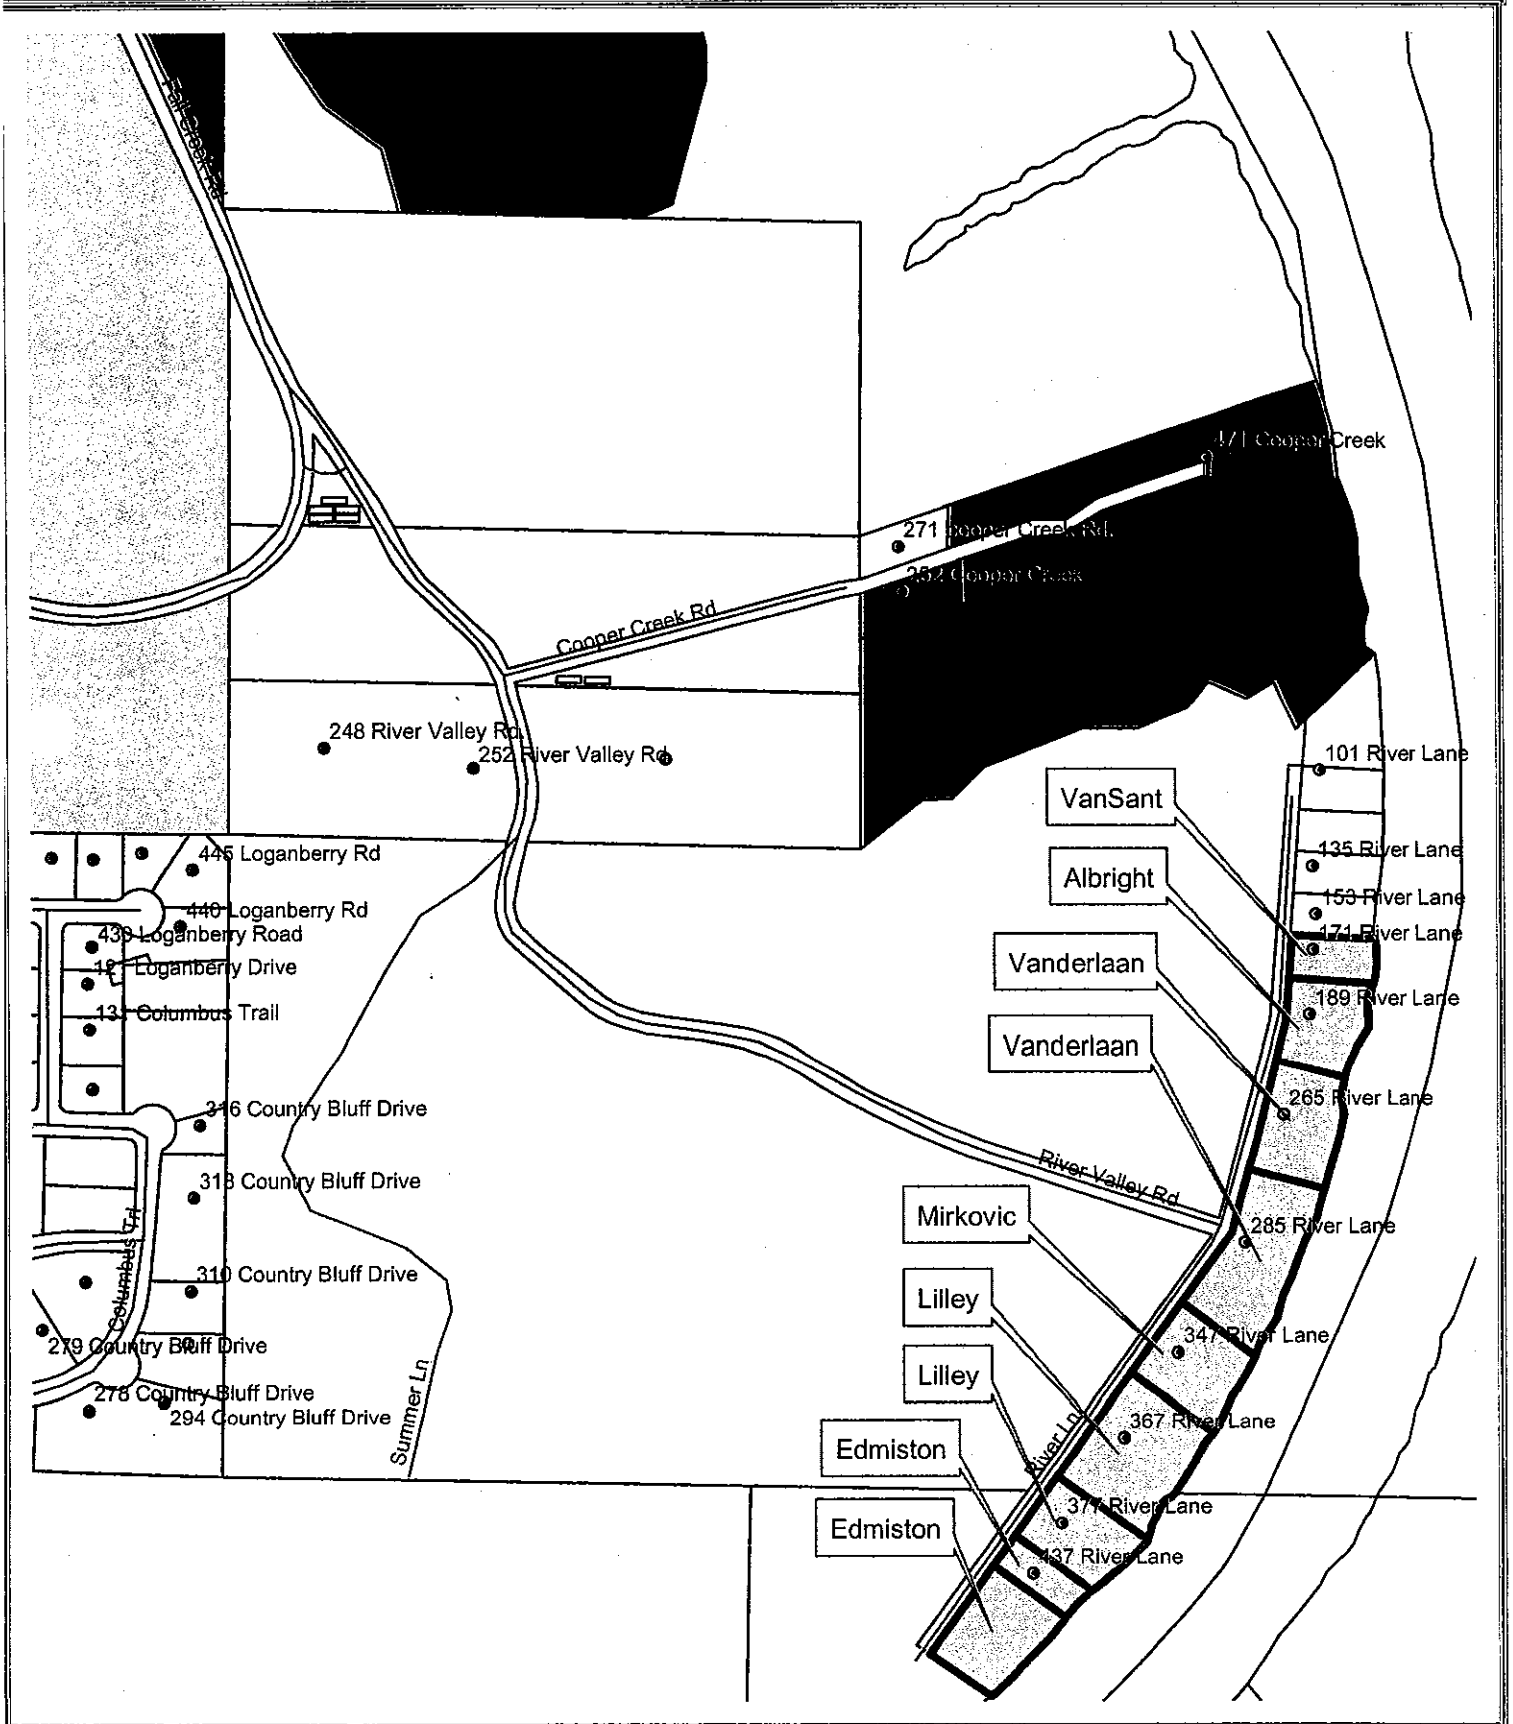 Fall Creek Rd
471 Cooper Creek
271 Cooper Creek Rd.
252 Cooper Creek
Cooper Creek Rd
248 River Valley Rd.
252 River Valley Rd.
101 River Lane
VanSant
135 River Lane
445 Loganberry Rd
Albright
153 River Lane
440 Loganberry Rd
171 River Lane
430 Loganberry Road
Vanderlaan
121 Loganberry Drive
189 River Lane
131 Columbus Trail
Vanderlaan
265 River Lane
316 Country Bluff Drive
River Valley Rd
318 Country Bluff Drive
Mirkovic
285 River Lane
Columbus Trl
310 Country Bluff Drive
Lilley
347 River Lane
279 Country Bluff Drive
Lilley
278 Country Bluff Drive
294 Country Bluff Drive
Summer Ln
367 River Lane
River Ln
Edmiston
377 River Lane
Edmiston
437 River Lane